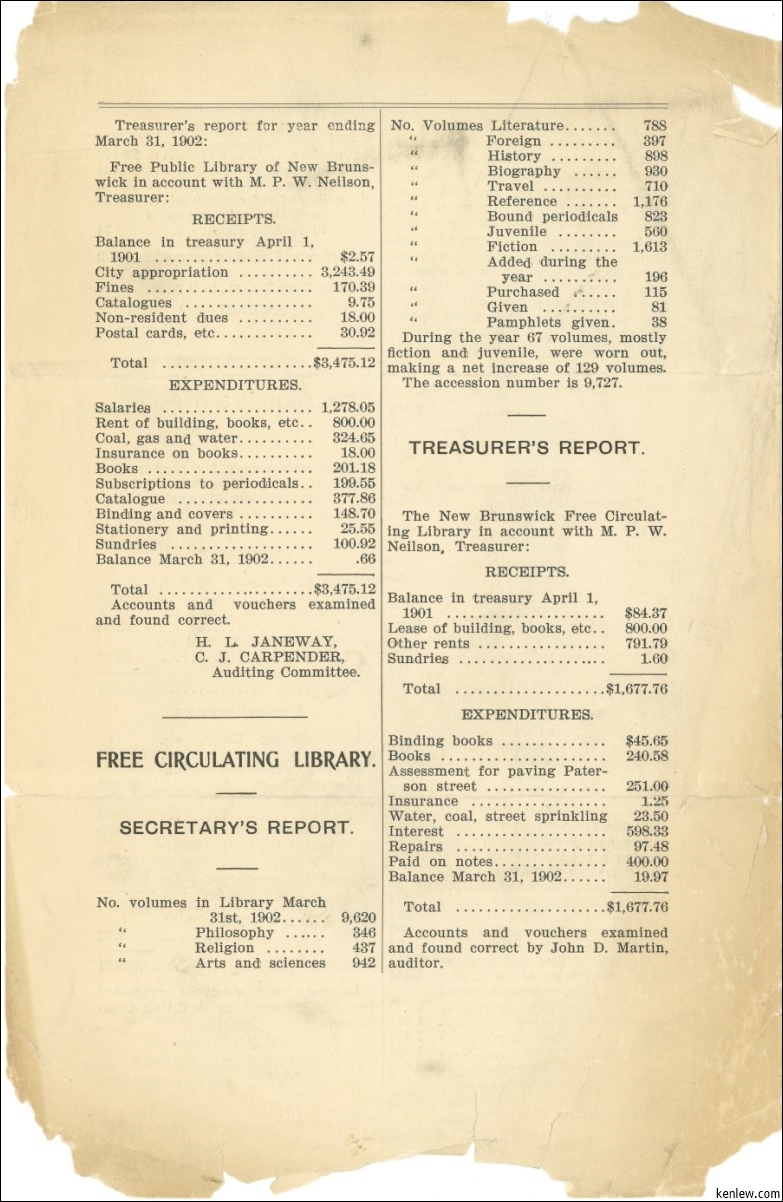 Treasurer's report for year ending
March 31, 1902:
Free Public Library of New Bruns-
wick in account with M. P. W. Neilson,
Treasurer:
RECEIPTS.
Balance in treasury April 1,
1901 .................... $2.57
City appropriation .......... 3,243.49
Fines ..................... 170.39
Catalogues ................. 9.75
Non-resident dues .......... 18.00
Postal cards, etc............. 30.92
Total ....................$3,475.12
EXPENDITURES.
Salaries .................... 1,278.05
Rent of building, books, etc.. 800.00
Coal, gas and water.......... 324.65
Insurance on books.......... 18.00
Books ...................... 201.18
Subscriptions to periodicals.. 199.55
Catalogue .................. 377.86
Binding and covers .......... 148.70
Stationery and printing...... 25.55
Sundries ................... 100.92
Balance March 31, 1902...... .66
Total ....................$3,475.12
Accounts and vouchers examined
and found correct.
H. L. JANEWAY,
C. J. CARPENDER,
Auditing Committee.
FREE CIRCULATING LIBRARY.
SECRETARY'S REPORT.
No. volumes in Library March
31st, 1902...... 9,620
" Philosophy ...... 346
" Religion ........ 437
" Arts and sciences 942
No. Volumes Literature....... 788
" Foreign ......... 397
" History ......... 898
" Biography ...... 930
" Travel .......... 710
" Reference ....... 1,176
" Bound periodicals 823
" Juvenile ........ 560
" Fiction ......... 1,613
" Added during the
year .......... 196
" Purchased ...... 115
" Given .......... 81
" Pamphlets given. 38
During the year 67 volumes, mostly
fiction and juvenile, were worn out,
making a net increase of 129 volumes.
The accession number is 9,727.
TREASURER'S REPORT.
The New Brunswick Free Circulat-
ing Library in account with M. P. W.
Neilson, Treasurer:
RECEIPTS.
Balance in treasury April 1,
1901 .................... $84.37
Lease of building, books, etc.. 800.00
Other rents ................. 791.79
Sundries ................... 1.60
Total ...................$1,677.76
EXPENDITURES.
Binding books .............. $45.65
Books ...................... 240.58
Assessment for paving Pater-
son street ................ 251.00
Insurance .................. 1.25
Water, coal, street sprinkling 23.50
Interest .................... 598.33
Repairs .................... 97.48
Paid on notes............... 400.00
Balance March 31, 1902...... 19.97
Total ...................$1,677.76
Accounts and vouchers examined
and found correct by John D. Martin,
auditor.
kenlew.com